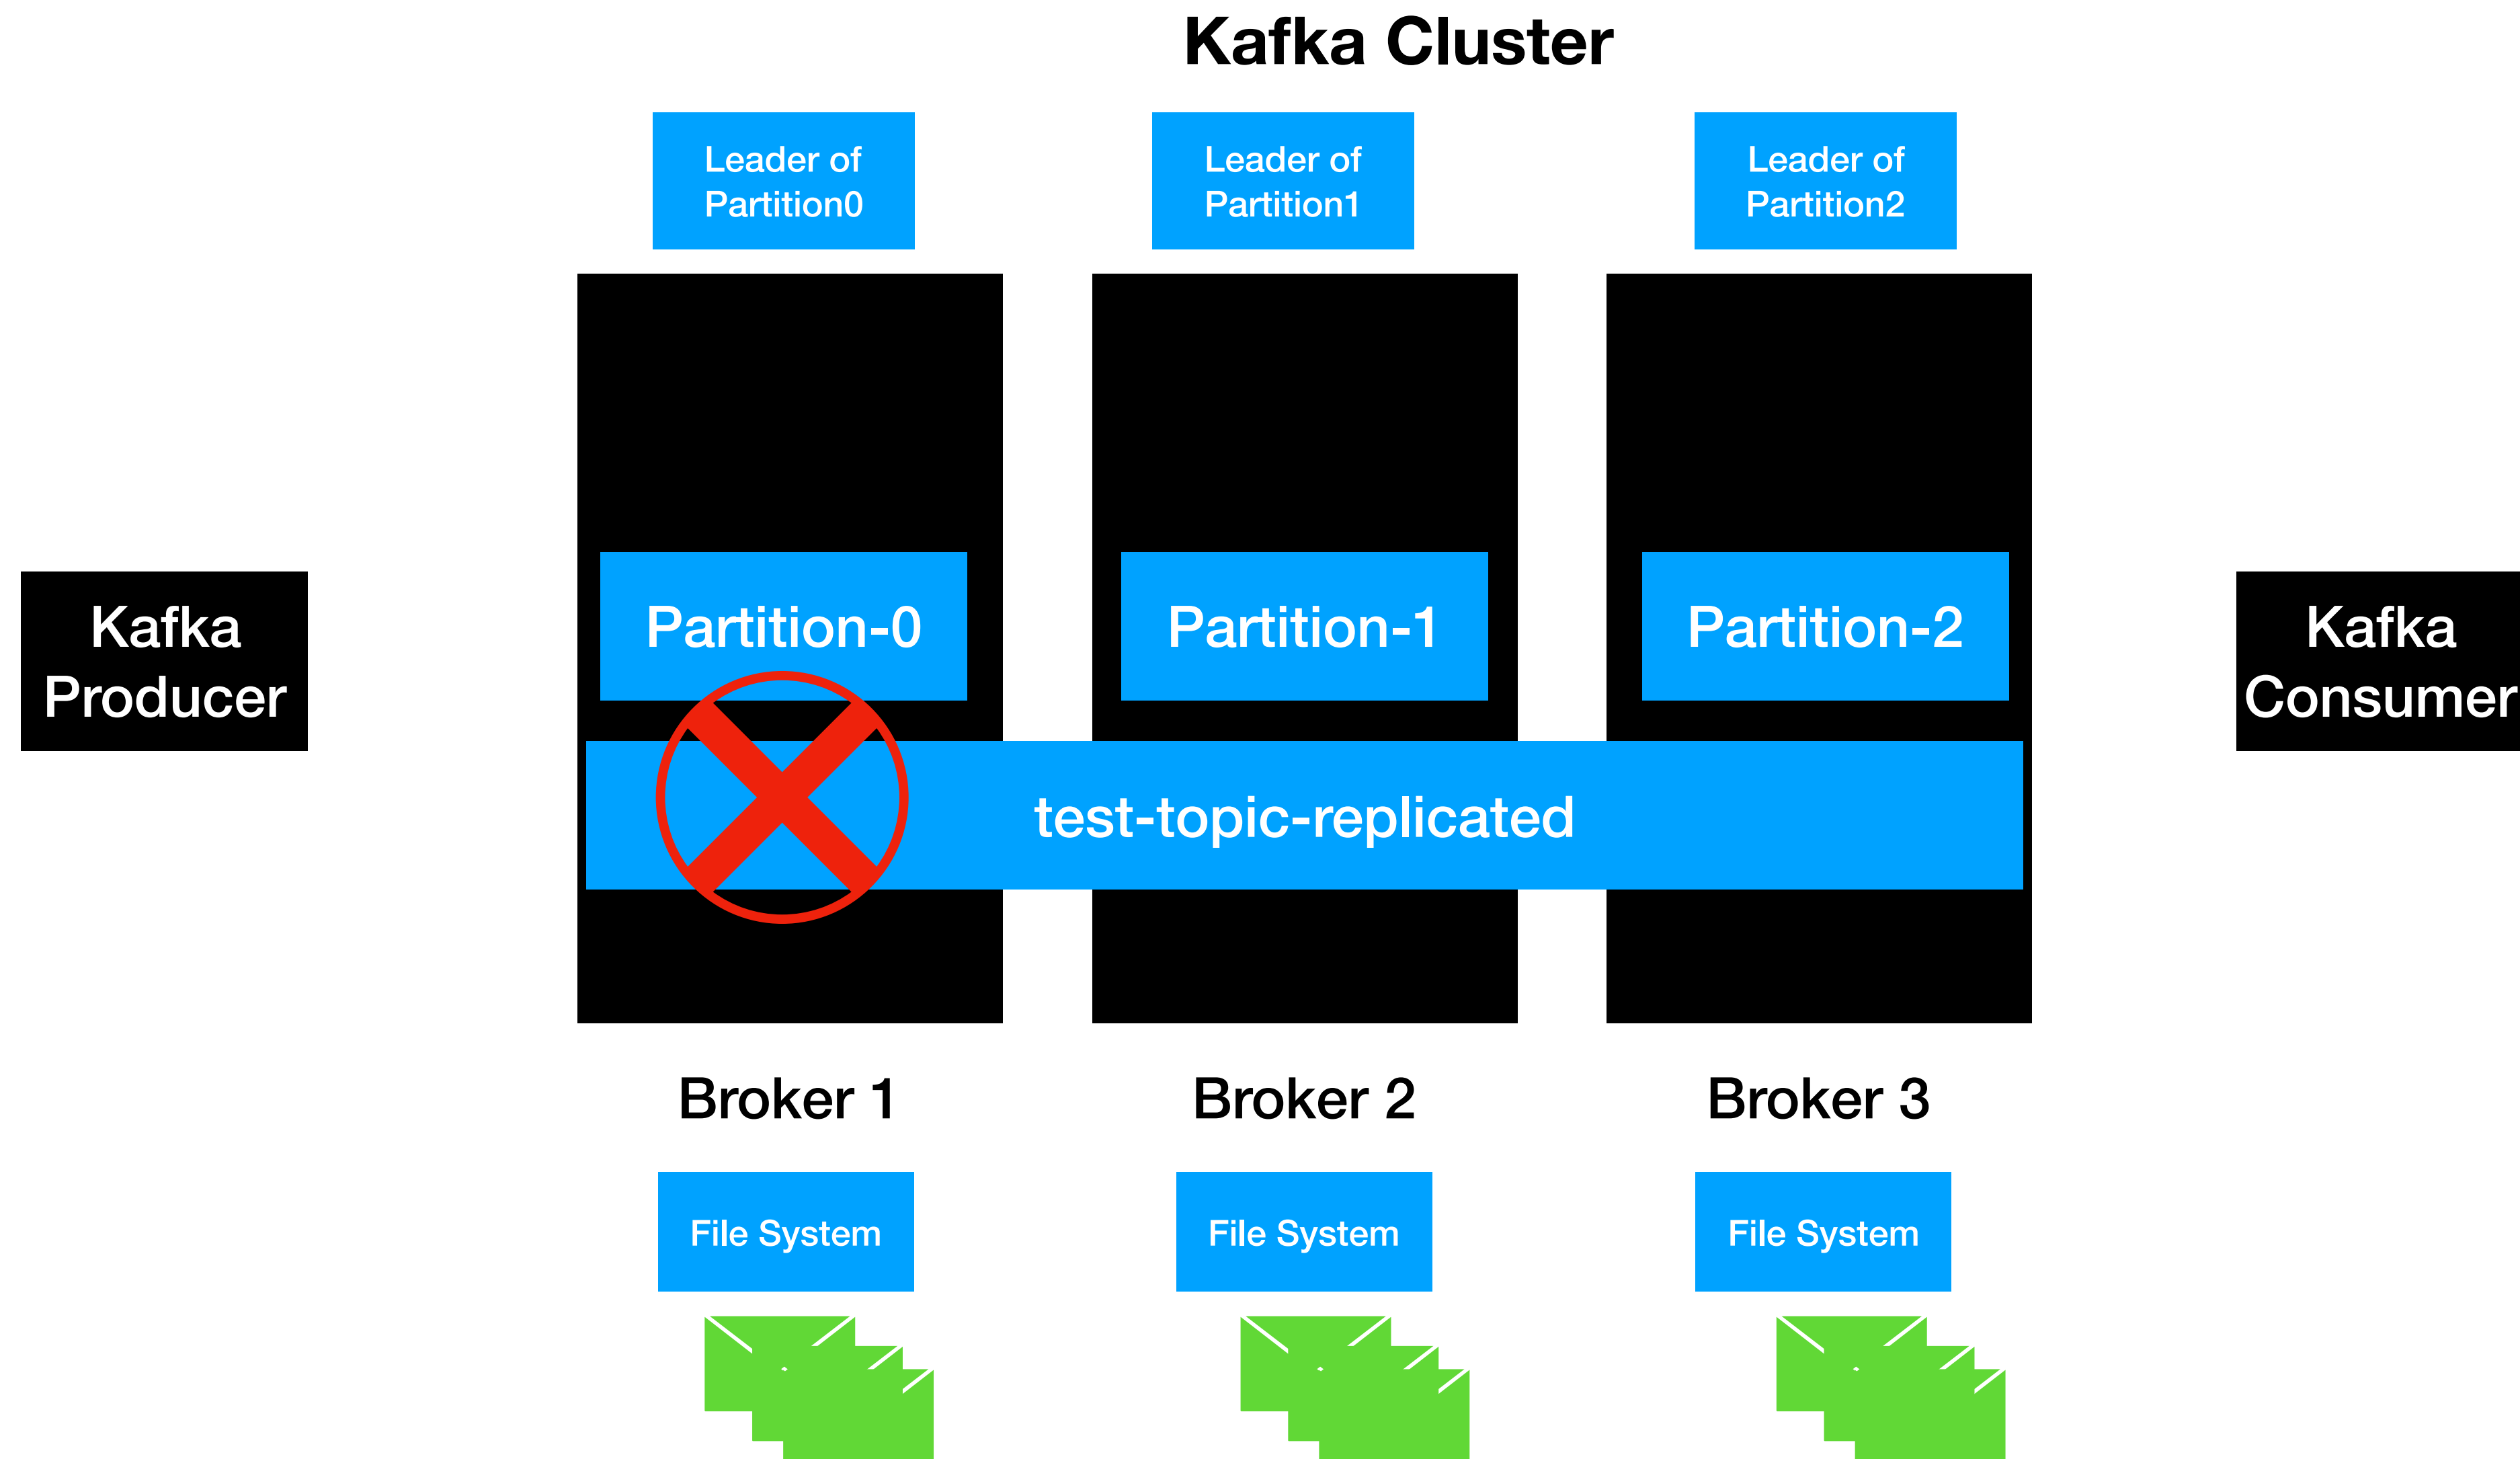 Kafka Cluster
Leader of
Partition0
Leader of
Partition1
Leader of
Partition2
Kafka
Producer
Partition-0
Partition-1
Partition-2
Kafka
Consumer
test-topic-replicated
Broker 1
Broker 2
Broker 3
File System
File System
File System